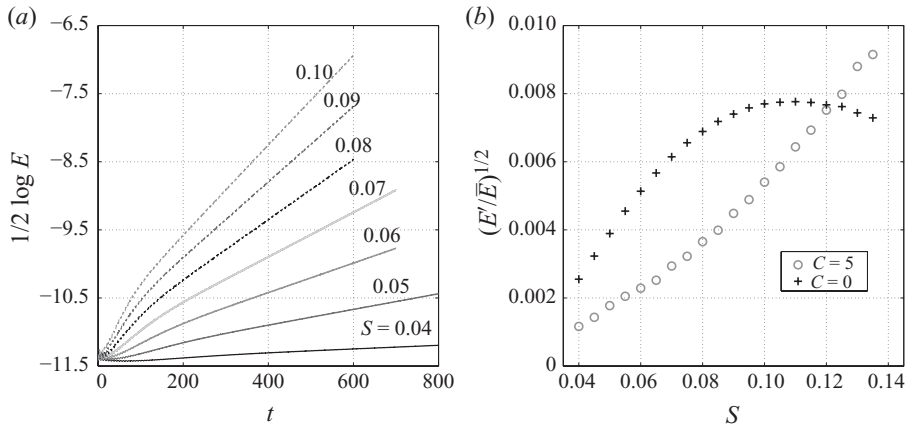 (a)
−6.5
−7.5
−8.5
−9.5
−10.5
−11.5
1/2 log E
0.10
0.09
0.08
0.07
0.06
0.05
S = 0.04
0 200 400 600 800
t
(b)
0.010
0.008
0.006
0.004
0.002
0
(E′/E̅)^{1/2}
C = 5
C = 0
0.04 0.06 0.08 0.10 0.12 0.14
S